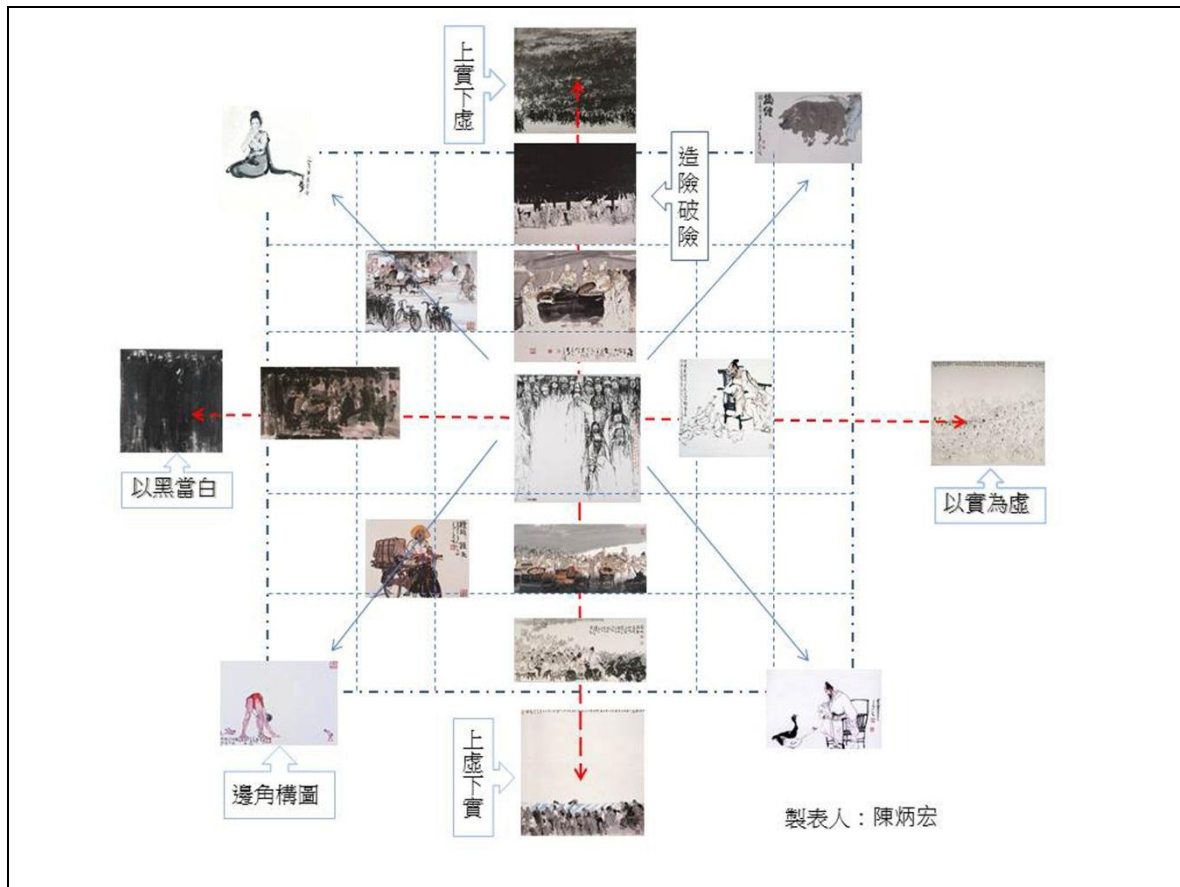 上實下虛
造險破險
以黑當白
以實為虛
邊角構圖
上虛下實
製表人：陳炳宏